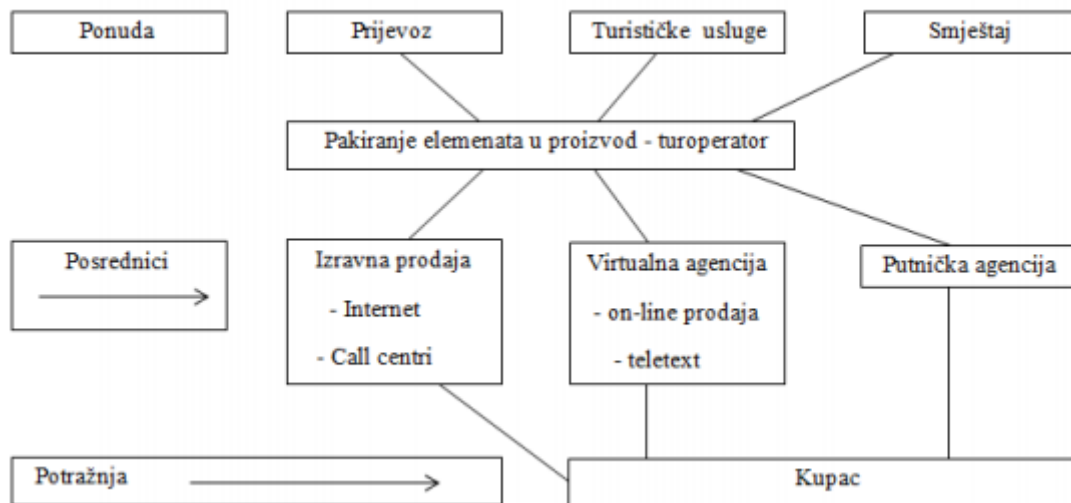 Ponuda
Prijevoz
Turističke usluge
Smještaj
Pakiranje elemenata u proizvod - turoperator
Posrednici
Izravna prodaja
- Internet
- Call centri
Virtualna agencija
- on-line prodaja
- teletext
Putnička agencija
Potražnja
Kupac